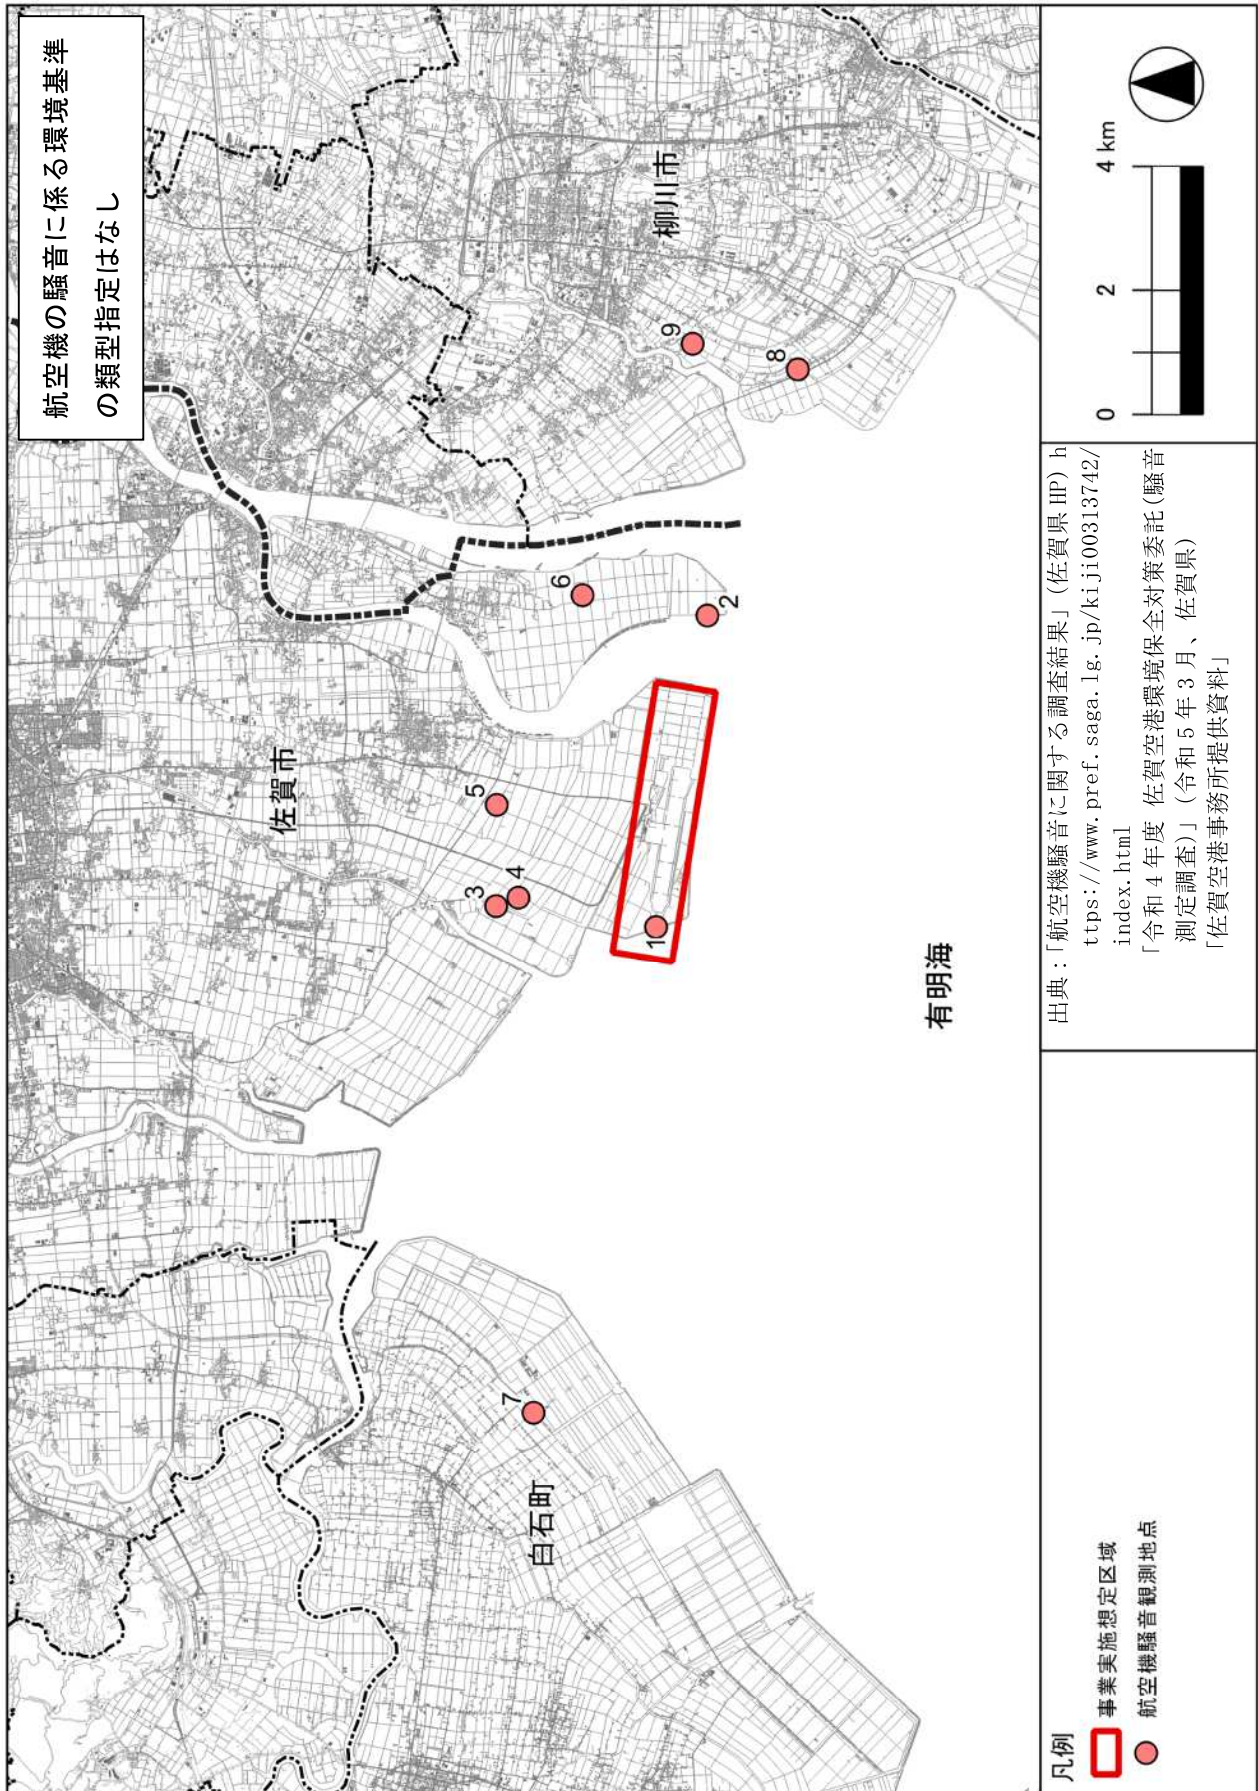 航空機の騒音に係る環境基準
の類型指定はなし
佐賀市
柳川市
白石町
有明海
1
2
3
4
5
6
7
8
9
凡例
事業実施想定区域
航空機騒音観測地点
出典：「航空機騒音に関する調査結果」（佐賀県 HP）h
ttps://www.pref.saga.lg.jp/kiji00313742/
index.html
「令和 4 年度 佐賀空港環境保全対策委託（騒音
測定調査）」（令和 5 年 3 月、佐賀県）
「佐賀空港事務所提供資料」
0 2 4 km